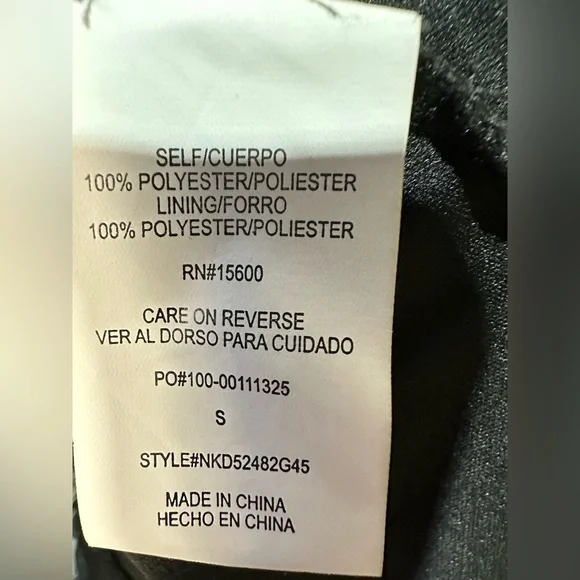 SELF/CUERPO
100% POLYESTER/POLIESTER
LINING/FORRO
100% POLYESTER/POLIESTER
RN#15600
CARE ON REVERSE
VER AL DORSO PARA CUIDADO
PO#100-00111325
S
STYLE#NKD52482G45
MADE IN CHINA
HECHO EN CHINA